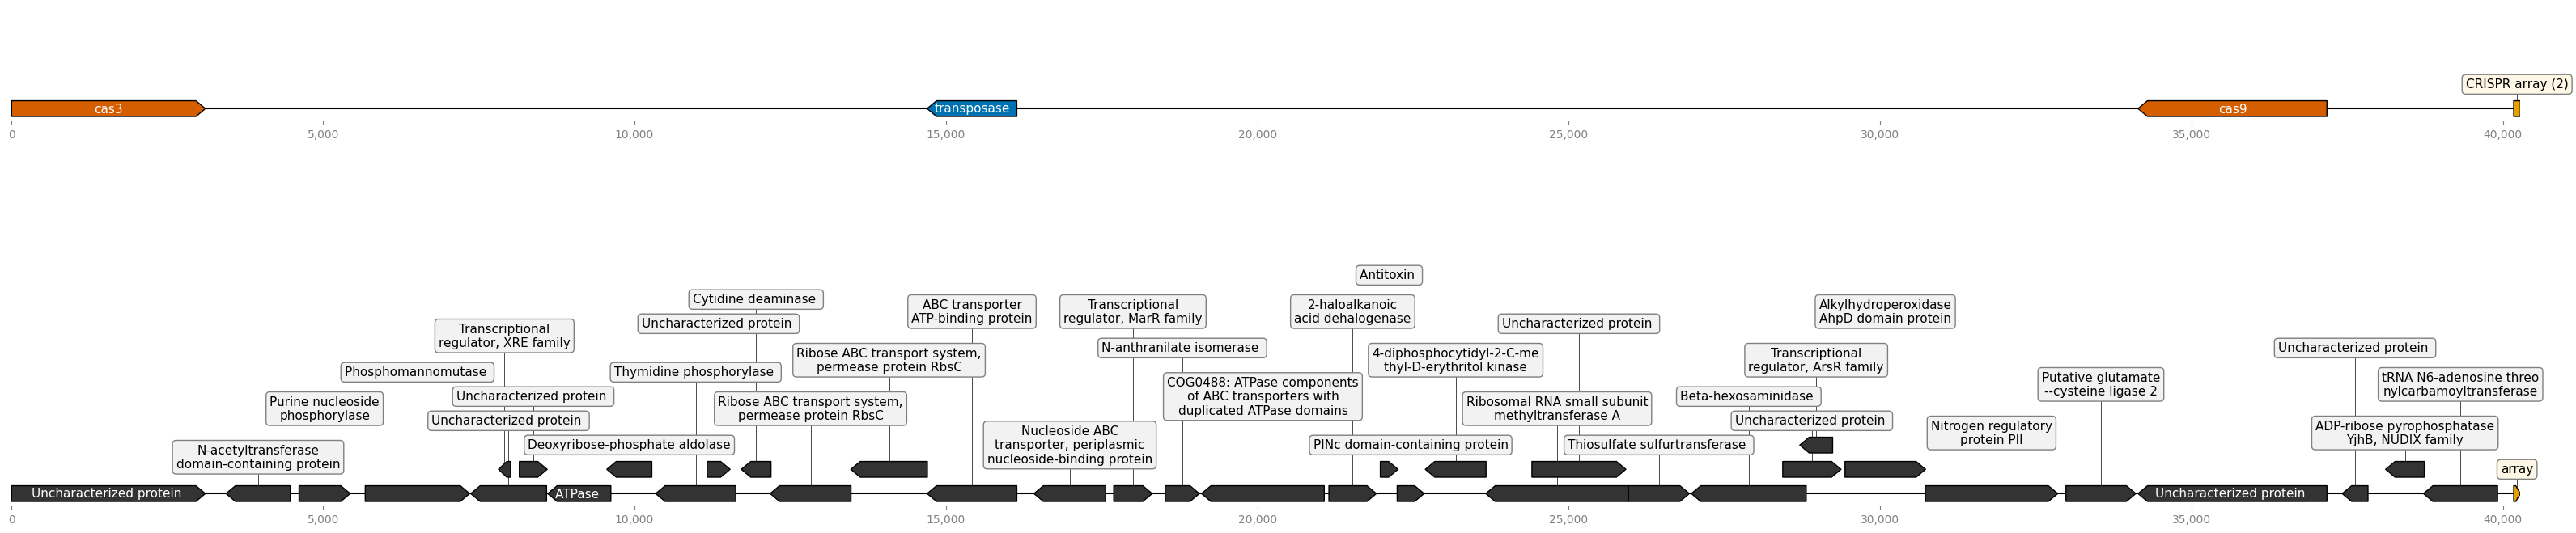 CRISPR array (2)
cas3
transposase
cas9
0
5,000
10,000
15,000
20,000
25,000
30,000
35,000
40,000
Antitoxin
Cytidine deaminase
ABC transporter
ATP-binding protein
Transcriptional
regulator, MarR family
2-haloalkanoic
acid dehalogenase
Alkylhydroperoxidase
AhpD domain protein
Uncharacterized protein
Uncharacterized protein
Transcriptional
regulator, XRE family
N-anthranilate isomerase
Uncharacterized protein
Ribose ABC transport system,
permease protein RbsC
4-diphosphocytidyl-2-C-me
thyl-D-erythritol kinase
Transcriptional
regulator, ArsR family
Phosphomannomutase
Thymidine phosphorylase
COG0488: ATPase components
of ABC transporters with
duplicated ATPase domains
Putative glutamate
--cysteine ligase 2
tRNA N6-adenosine threo
nylcarbamoyltransferase
Uncharacterized protein
Beta-hexosaminidase
Purine nucleoside
phosphorylase
Ribose ABC transport system,
permease protein RbsC
Ribosomal RNA small subunit
methyltransferase A
Uncharacterized protein
Uncharacterized protein
Nitrogen regulatory
protein PII
ADP-ribose pyrophosphatase
YjhB, NUDIX family
Nucleoside ABC
transporter, periplasmic
nucleoside-binding protein
Deoxyribose-phosphate aldolase
PINc domain-containing protein
Thiosulfate sulfurtransferase
N-acetyltransferase
domain-containing protein
array
Uncharacterized protein
ATPase
Uncharacterized protein
0
5,000
10,000
15,000
20,000
25,000
30,000
35,000
40,000